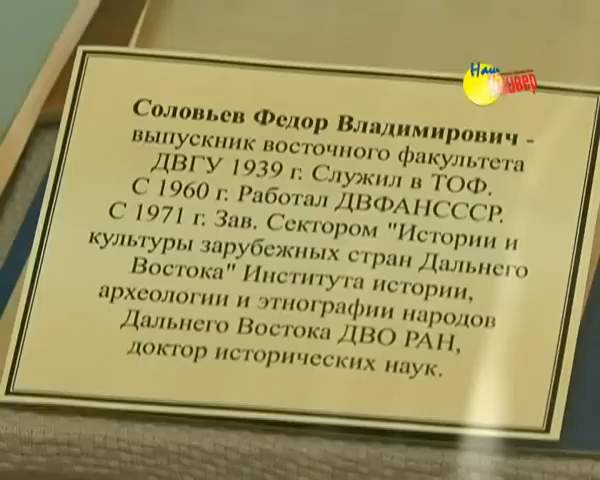 Наш
Соловьев Федор Владимирович -
выпускник восточного факультета
ДВГУ 1939 г. Служил в ТОФ.
С 1960 г. Работал ДВФАНСССР.
С 1971 г. Зав. Сектором "Истории и
культуры зарубежных стран Дальнего
Востока" Института истории,
археологии и этнографии народов
Дальнего Востока ДВО РАН,
доктор исторических наук.